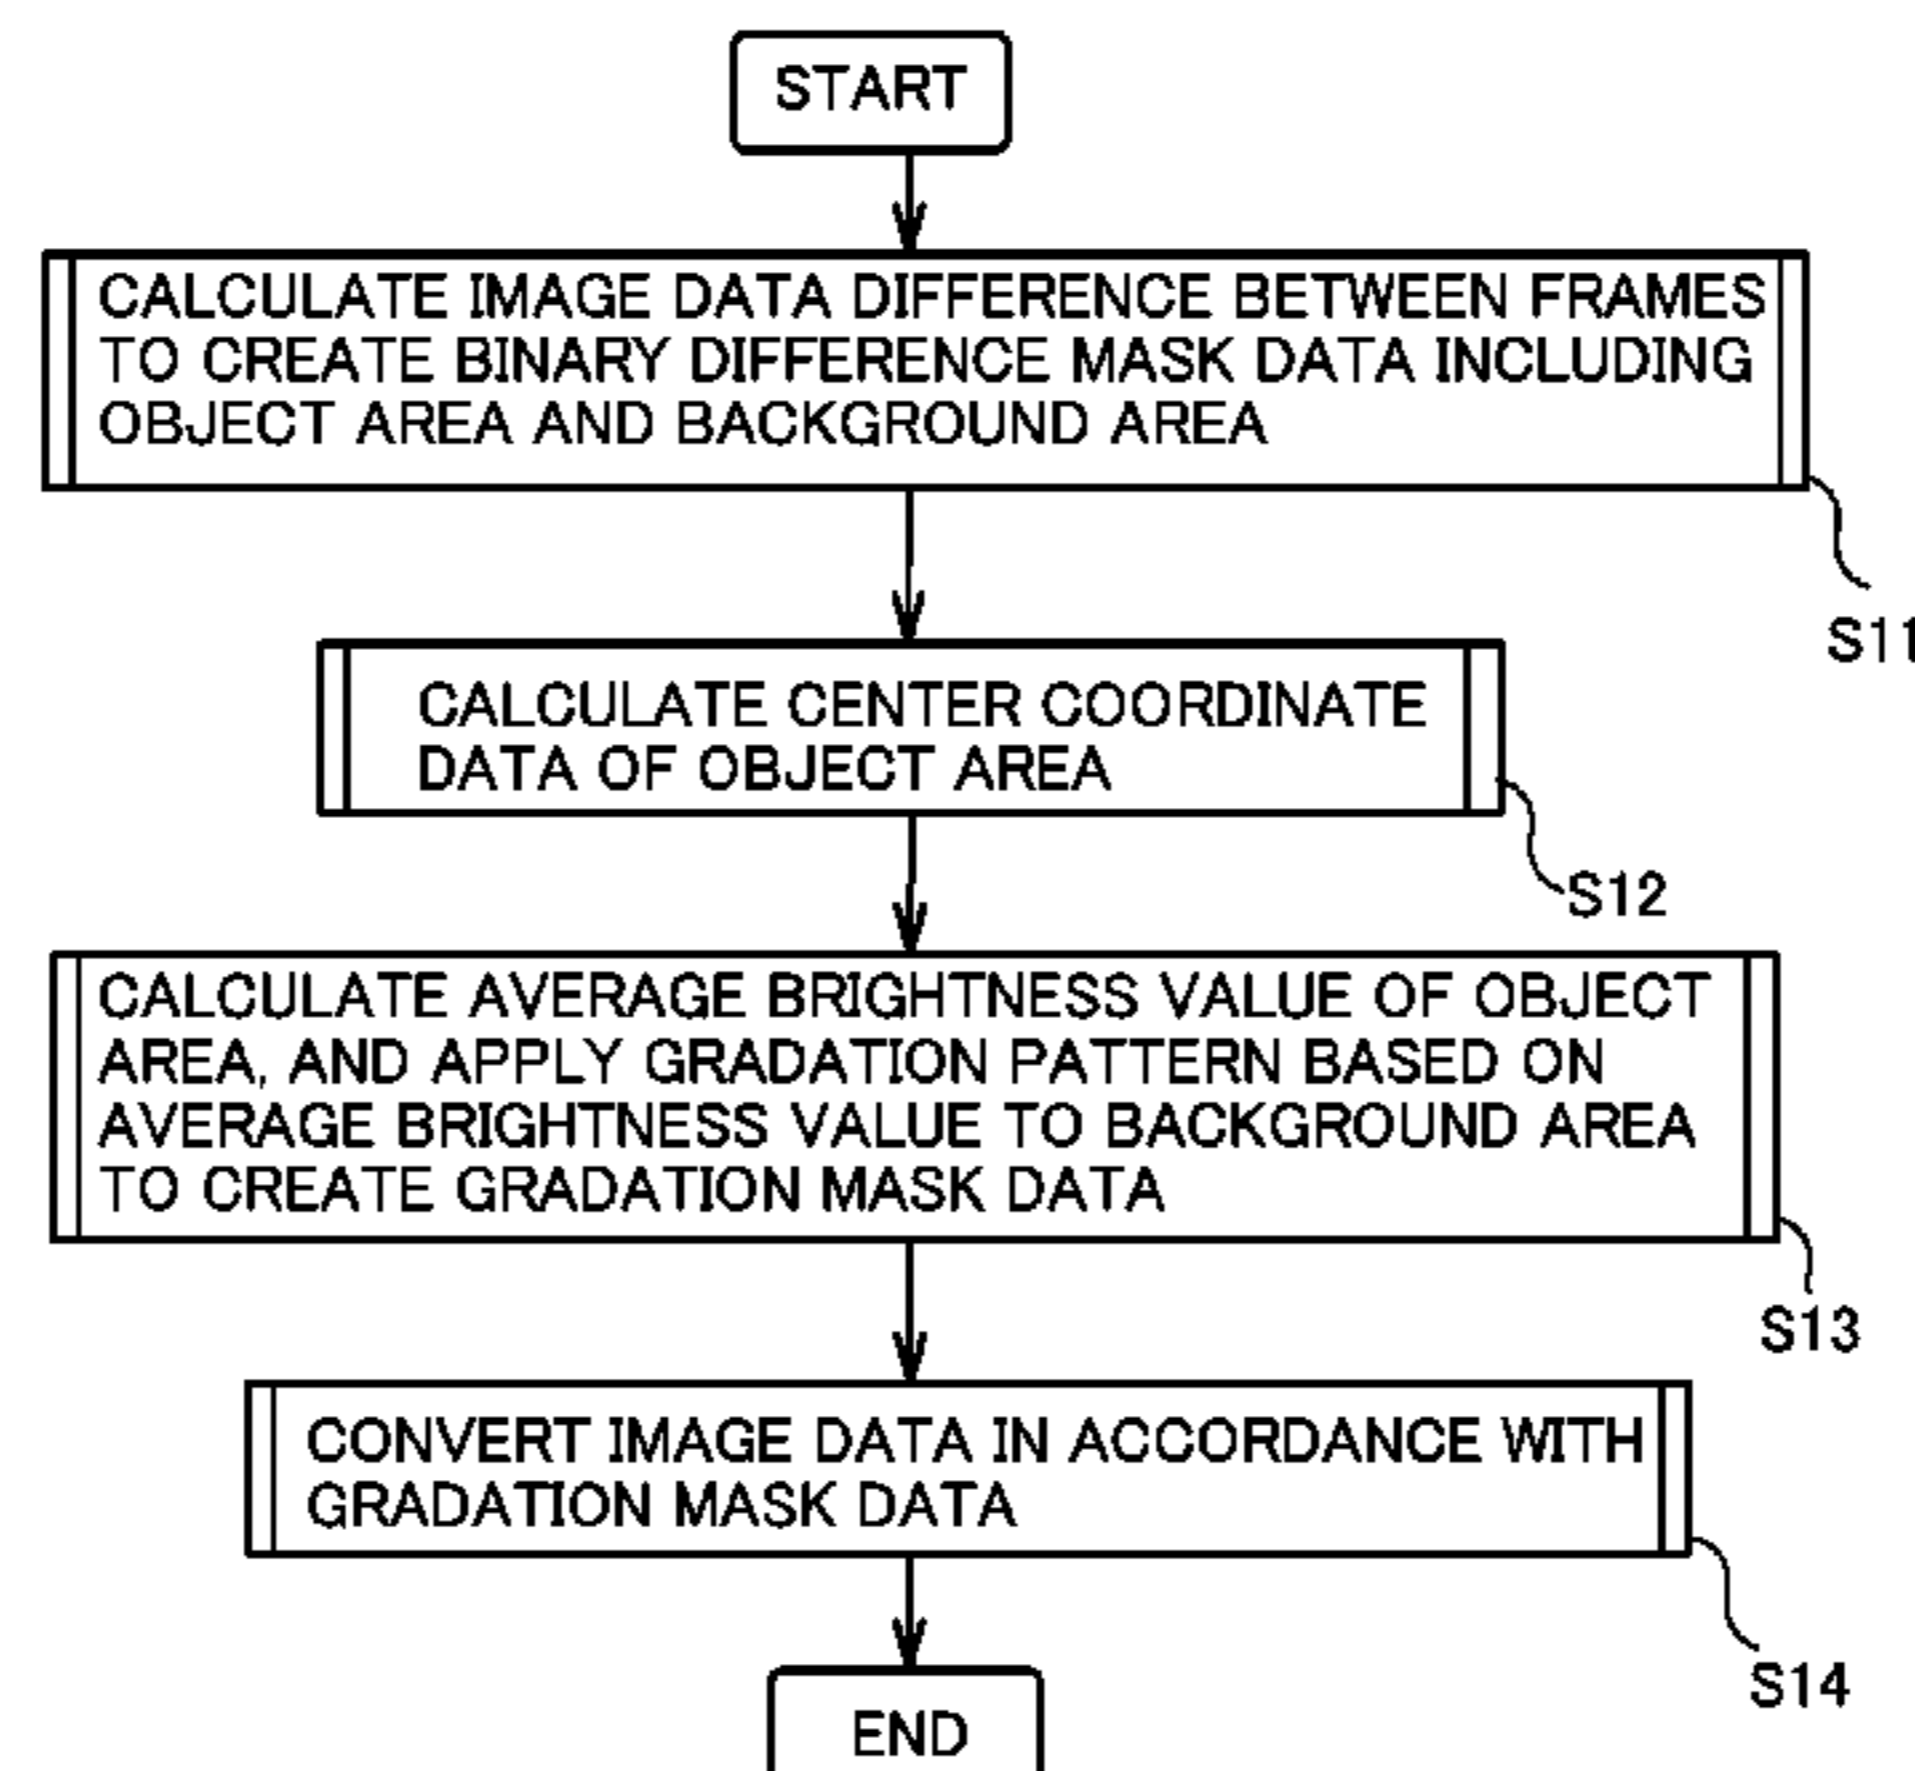 START
CALCULATE IMAGE DATA DIFFERENCE BETWEEN FRAMES
TO CREATE BINARY DIFFERENCE MASK DATA INCLUDING
OBJECT AREA AND BACKGROUND AREA
S11
CALCULATE CENTER COORDINATE
DATA OF OBJECT AREA
S12
CALCULATE AVERAGE BRIGHTNESS VALUE OF OBJECT
AREA, AND APPLY GRADATION PATTERN BASED ON
AVERAGE BRIGHTNESS VALUE TO BACKGROUND AREA
TO CREATE GRADATION MASK DATA
S13
CONVERT IMAGE DATA IN ACCORDANCE WITH
GRADATION MASK DATA
S14
END